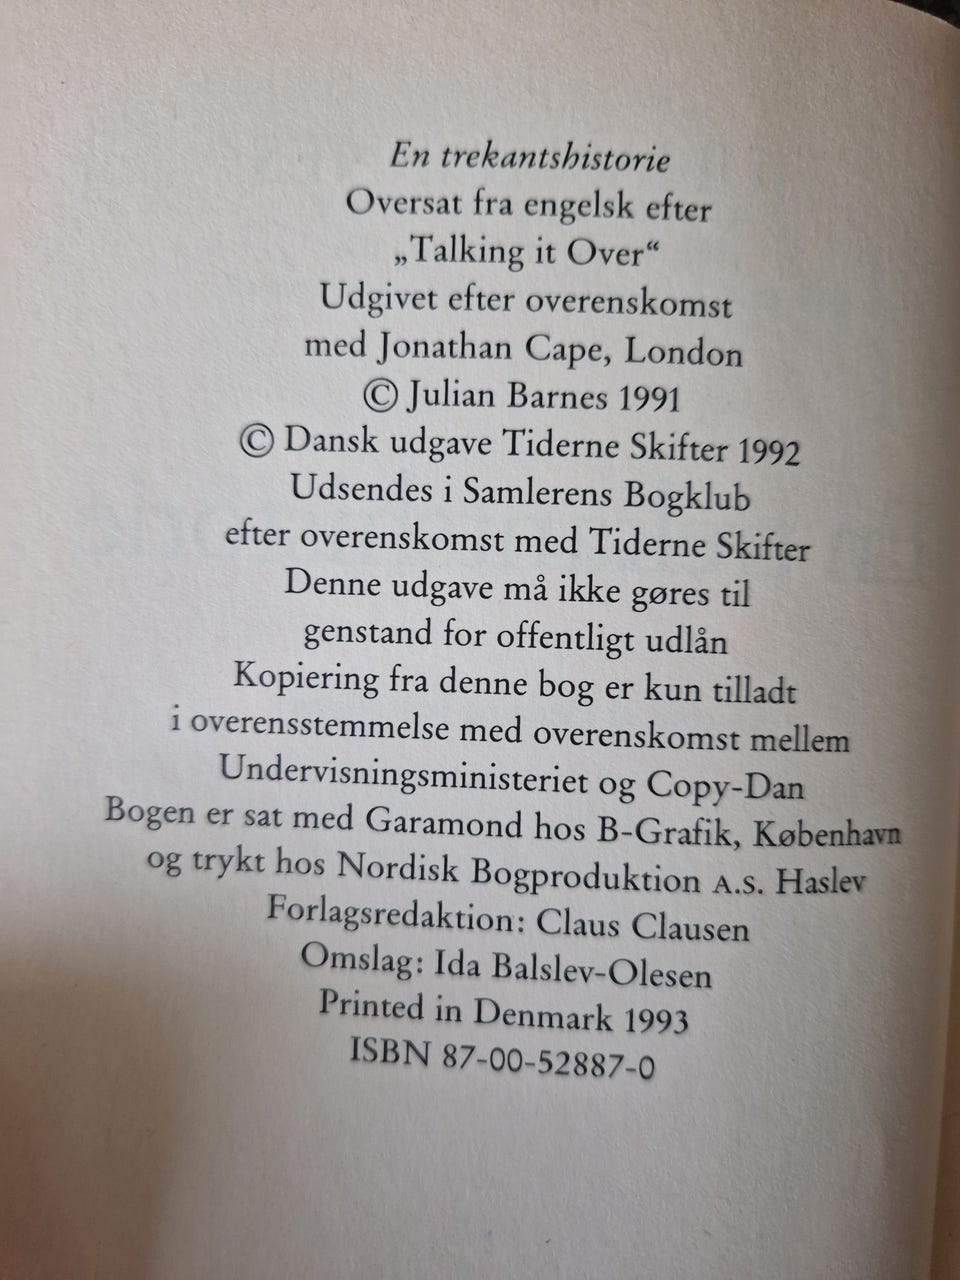 En trekantshistorie
Oversat fra engelsk efter
„Talking it Over“
Udgivet efter overenskomst
med Jonathan Cape, London
© Julian Barnes 1991
© Dansk udgave Tiderne Skifter 1992
Udsendes i Samlerens Bogklub
efter overenskomst med Tiderne Skifter
Denne udgave må ikke gøres til
genstand for offentligt udlån
Kopiering fra denne bog er kun tilladt
i overensstemmelse med overenskomst mellem
Undervisningsministeriet og Copy-Dan
Bogen er sat med Garamond hos B-Grafik, København
og trykt hos Nordisk Bogproduktion A.S. Haslev
Forlagsredaktion: Claus Clausen
Omslag: Ida Balslev-Olesen
Printed in Denmark 1993
ISBN 87-00-52887-0